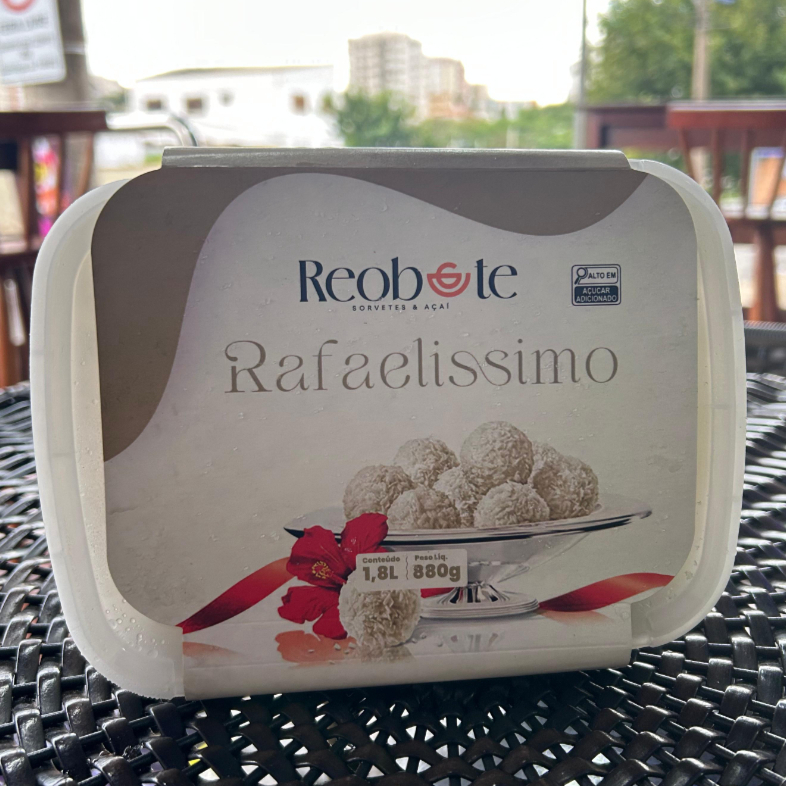 Reobote
SORVETES & AÇAÍ
ALTO EM
AÇÚCAR
ADICIONADO
Rafaelissimo
Conteúdo
1,8L
Peso Líq.
880g